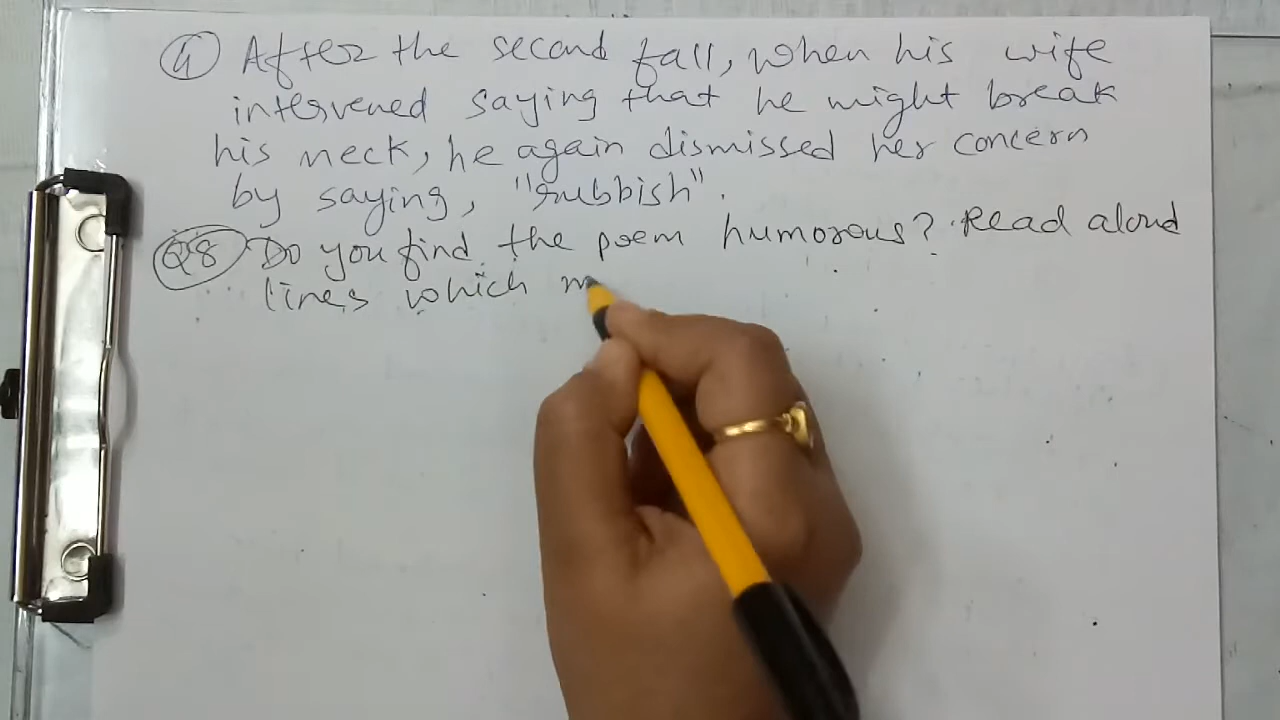 4 After the second fall, when his wife
intervened saying that he might break
his neck, he again dismissed her concern
by saying, "rubbish".
Q8 Do you find the poem humorous? Read aloud
lines which m